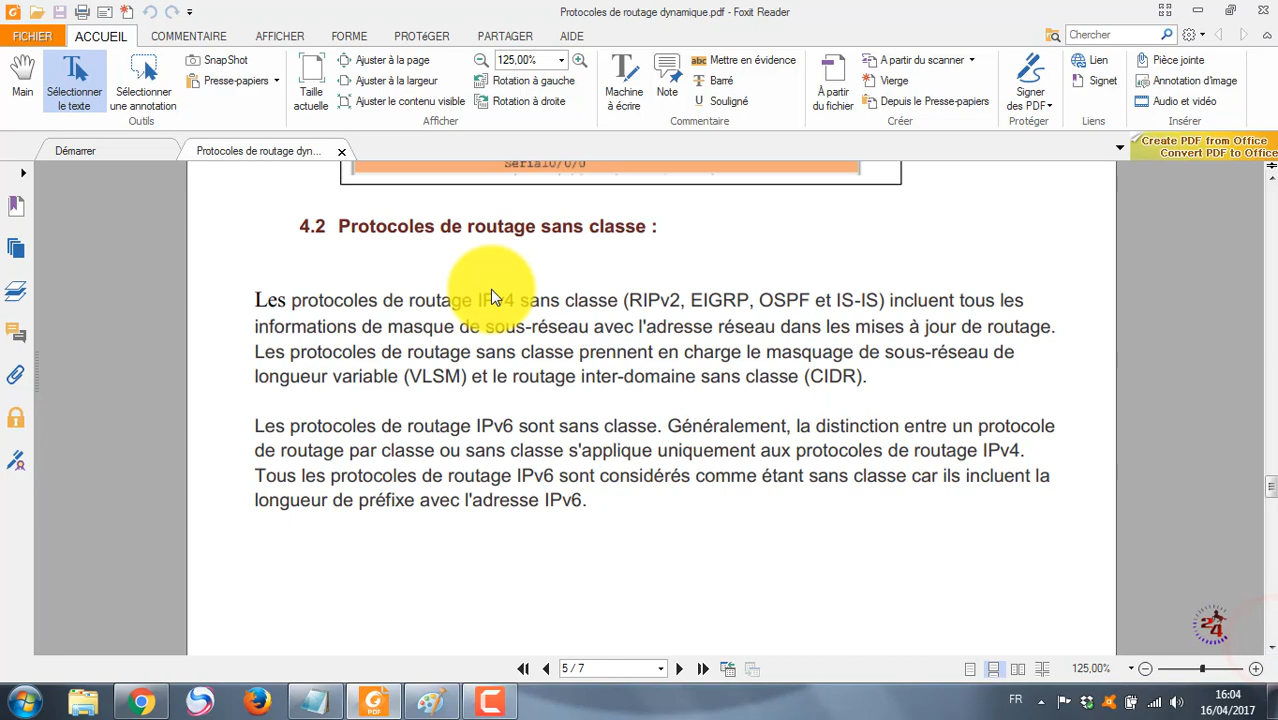 Protocoles de routage dynamique.pdf - Foxit Reader
FICHIER ACCUEIL COMMENTAIRE AFFICHER FORME PROTéGER PARTAGER AIDE Chercher
Main
Sélectionner le texte
Sélectionner une annotation
SnapShot
Presse-papiers
Outils
Taille actuelle
Ajuster à la page
Ajuster à la largeur
Ajuster le contenu visible
125,00%
Rotation à gauche
Rotation à droite
Afficher
Machine à écrire
Note
Mettre en évidence
Barré
Souligné
Commentaire
À partir du fichier
A partir du scanner
Vierge
Depuis le Presse-papiers
Créer
Signer des PDF
Protéger
Lien
Signet
Liens
Pièce jointe
Annotation d'image
Audio et vidéo
Insérer
Démarrer
Protocoles de routage dyn...
Create PDF from Office
Convert PDF to Office
Serial0/0/0
4.2 Protocoles de routage sans classe :
Les protocoles de routage IPv4 sans classe (RIPv2, EIGRP, OSPF et IS-IS) incluent tous les
informations de masque de sous-réseau avec l'adresse réseau dans les mises à jour de routage.
Les protocoles de routage sans classe prennent en charge le masquage de sous-réseau de
longueur variable (VLSM) et le routage inter-domaine sans classe (CIDR).
Les protocoles de routage IPv6 sont sans classe. Généralement, la distinction entre un protocole
de routage par classe ou sans classe s'applique uniquement aux protocoles de routage IPv4.
Tous les protocoles de routage IPv6 sont considérés comme étant sans classe car ils incluent la
longueur de préfixe avec l'adresse IPv6.
24
5 / 7
125,00%
PDF
FR
16:04
16/04/2017